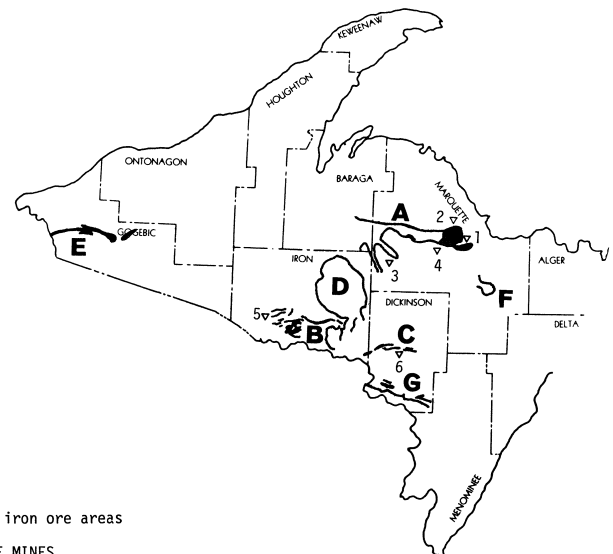 KEWEENAW
HOUGHTON
ONTONAGON
BARAGA
MARQUETTE
2
A
1
E
GOGEBIC
4
ALGER
IRON
3
D
F
DICKINSON
DELTA
5
B
C
6
G
MENOMINEE
iron ore areas
E MINES